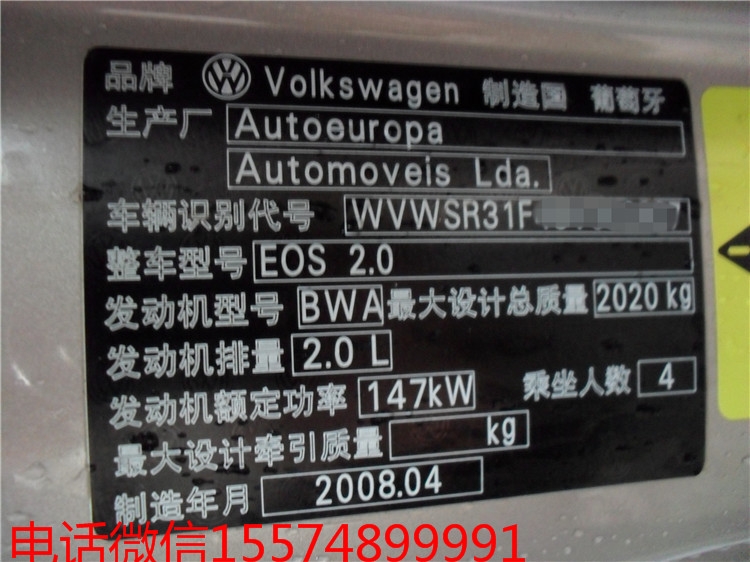 品牌 Volkswagen 制造国 葡萄牙
生产厂 Autoeuropa
Automoveis Lda.
车辆识别代号 WVWSR31F
整车型号 EOS 2.0
发动机型号 BWA 最大设计总质量 2020 kg
发动机排量 2.0 L
发动机额定功率 147kW 乘坐人数 4
最大设计牵引质量 kg
制造年月 2008.04
电话微信15574899991